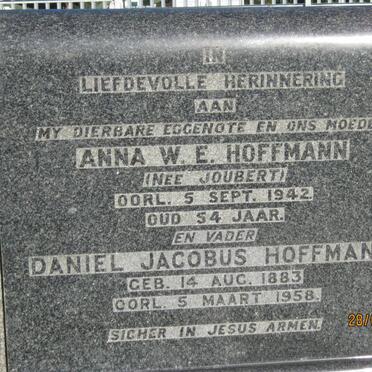 IN
LIEFDEVOLLE HERINNERING
AAN
MY DIERBARE EGGENOTE EN ONS MOEDE
ANNA W. E. HOFFMANN
(NEE JOUBERT)
OORL. 5 SEPT. 1942.
OUD 54 JAAR.
EN VADER
DANIEL JACOBUS HOFFMAN
GEB. 14 AUG. 1883
OORL. 5 MAART 1958.
SICHER IN JESUS ARMEN.
28/